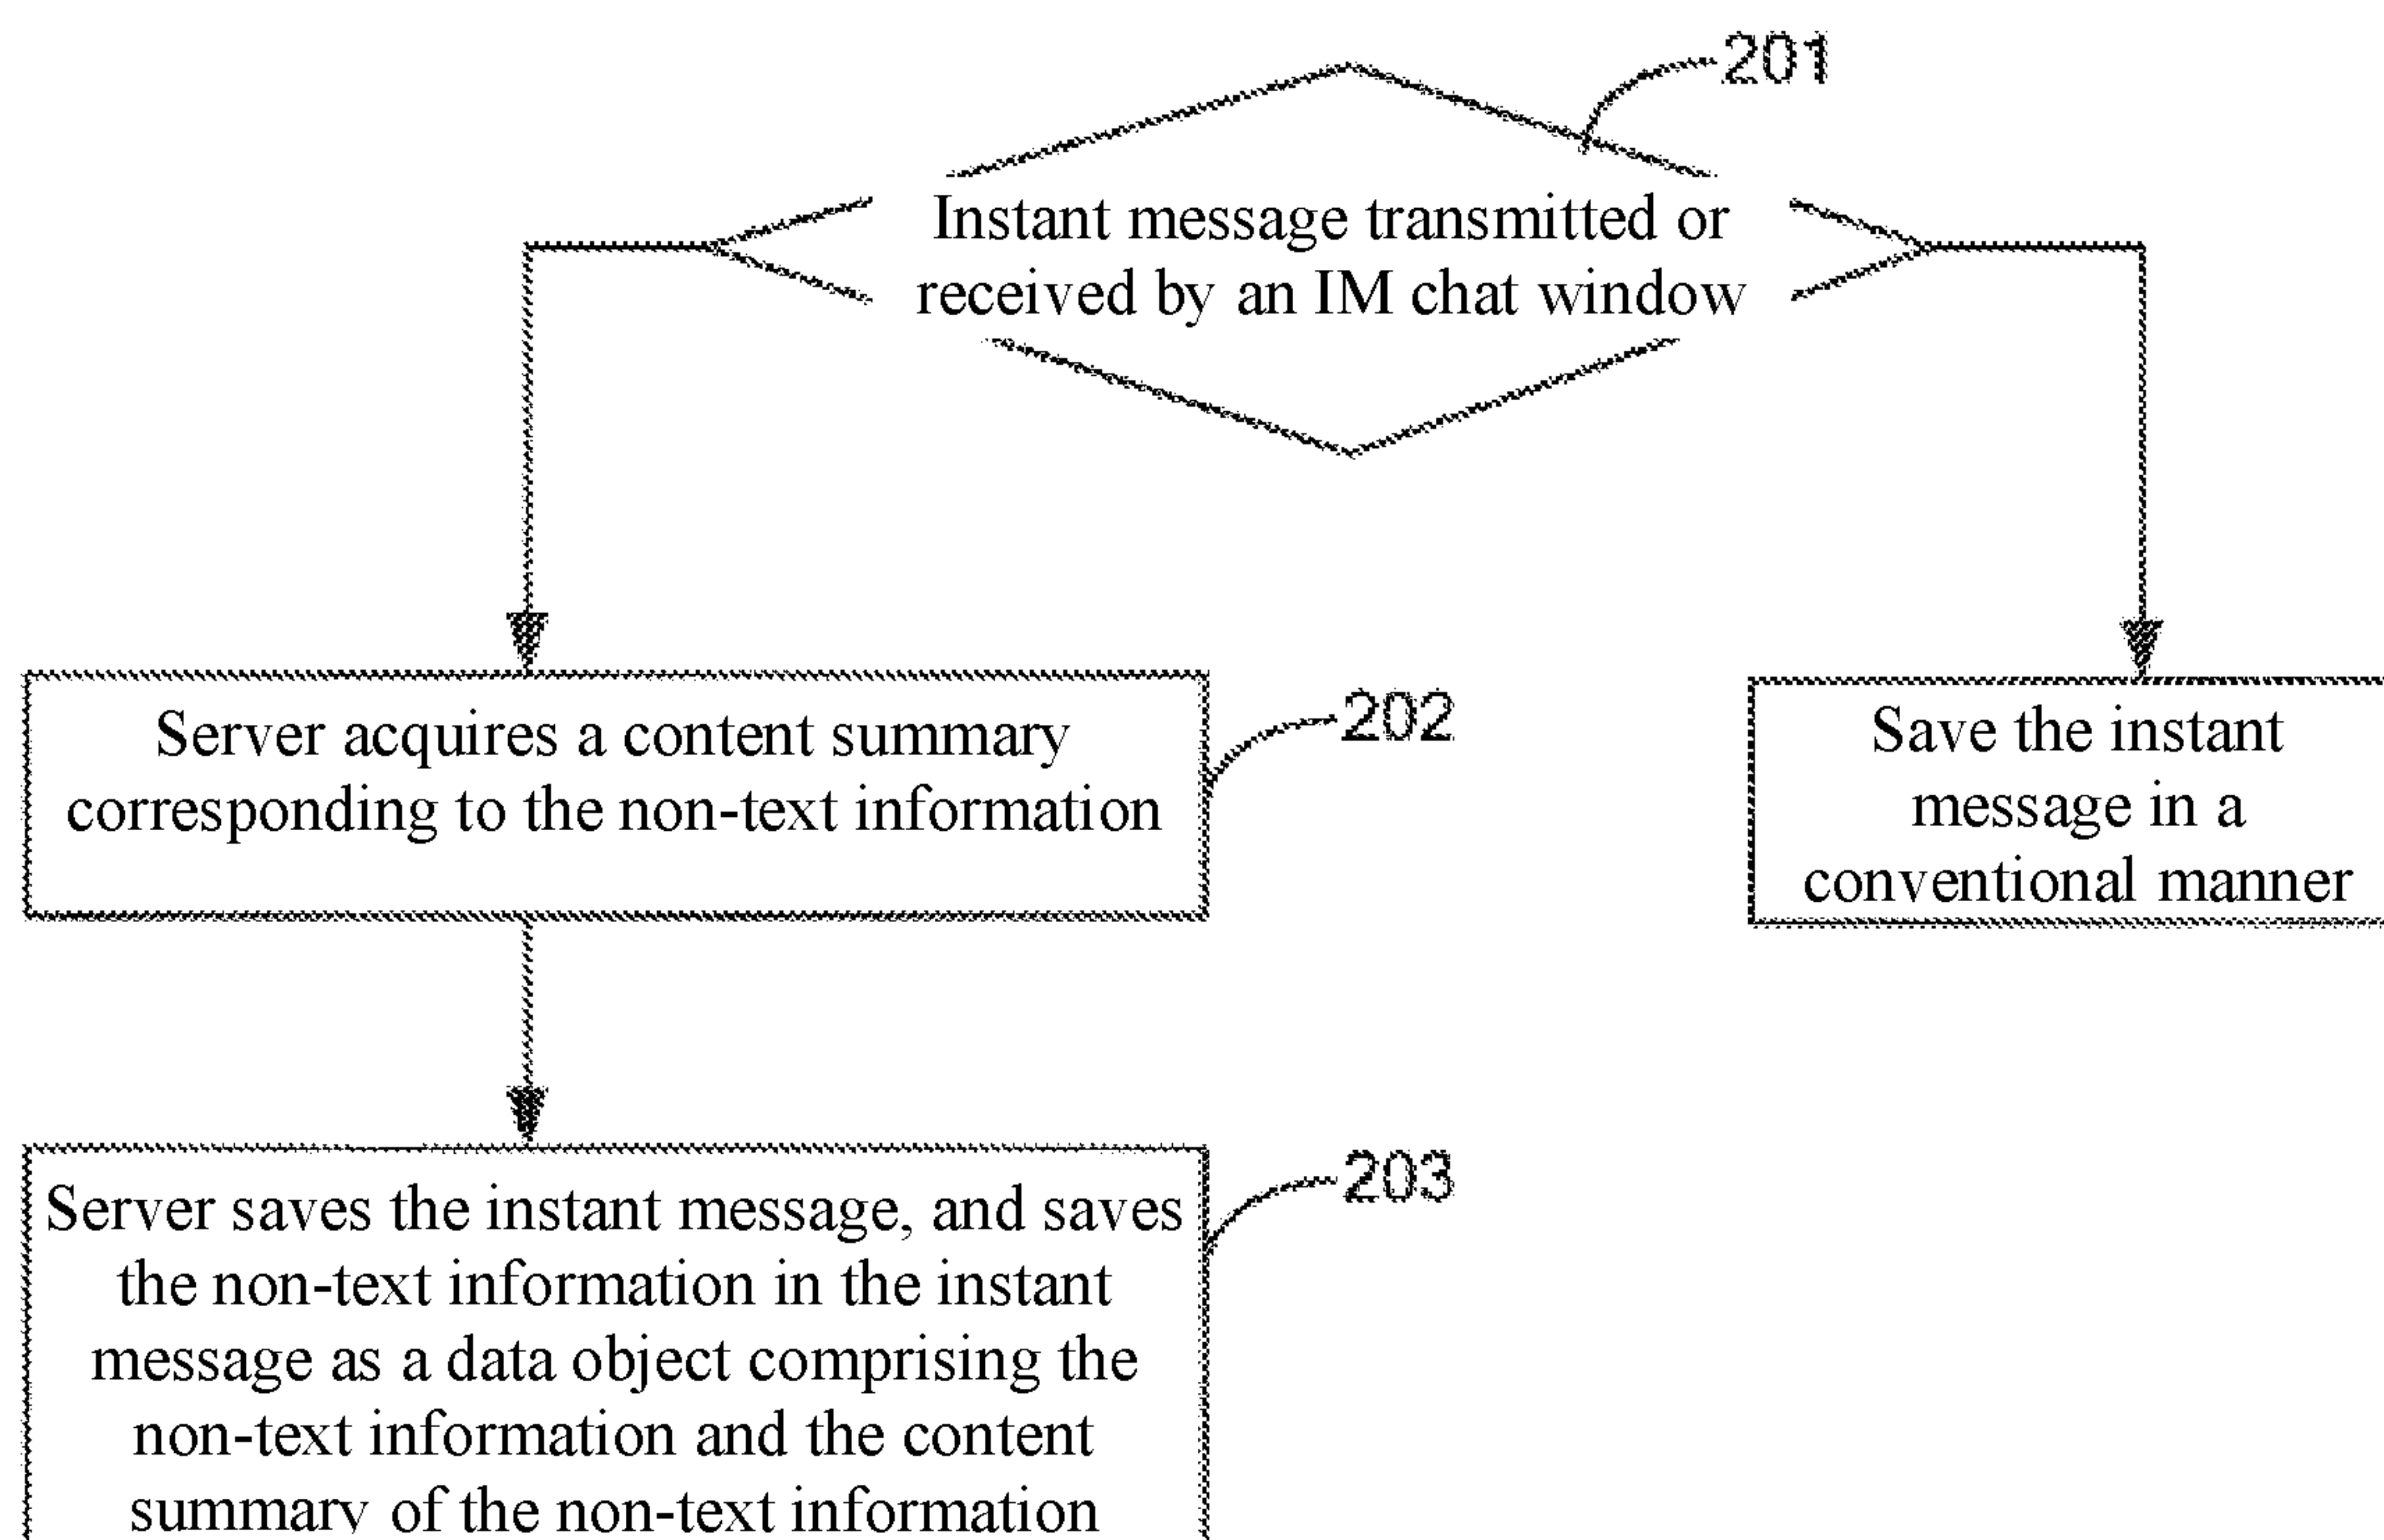 201
Instant message transmitted or
received by an IM chat window
Server acquires a content summary
corresponding to the non-text information
202
Save the instant
message in a
conventional manner
Server saves the instant message, and saves
the non-text information in the instant
message as a data object comprising the
non-text information and the content
summary of the non-text information
203